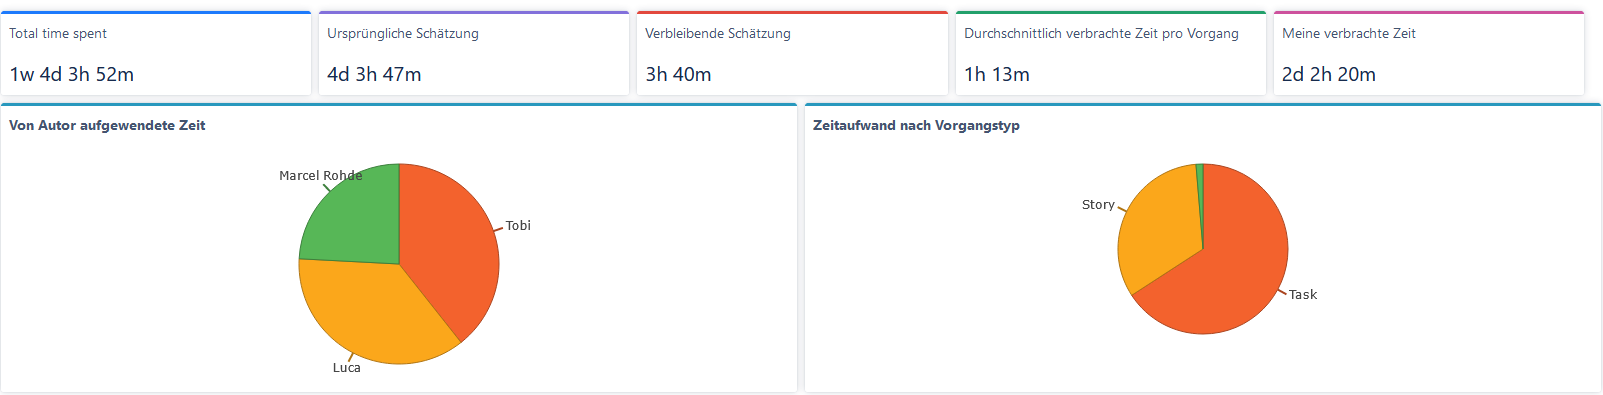 Total time spent
1w 4d 3h 52m
Ursprüngliche Schätzung
4d 3h 47m
Verbleibende Schätzung
3h 40m
Durchschnittlich verbrachte Zeit pro Vorgang
1h 13m
Meine verbrachte Zeit
2d 2h 20m
Von Autor aufgewendete Zeit
Marcel Rohde
Tobi
Luca
Zeitaufwand nach Vorgangstyp
Story
Task